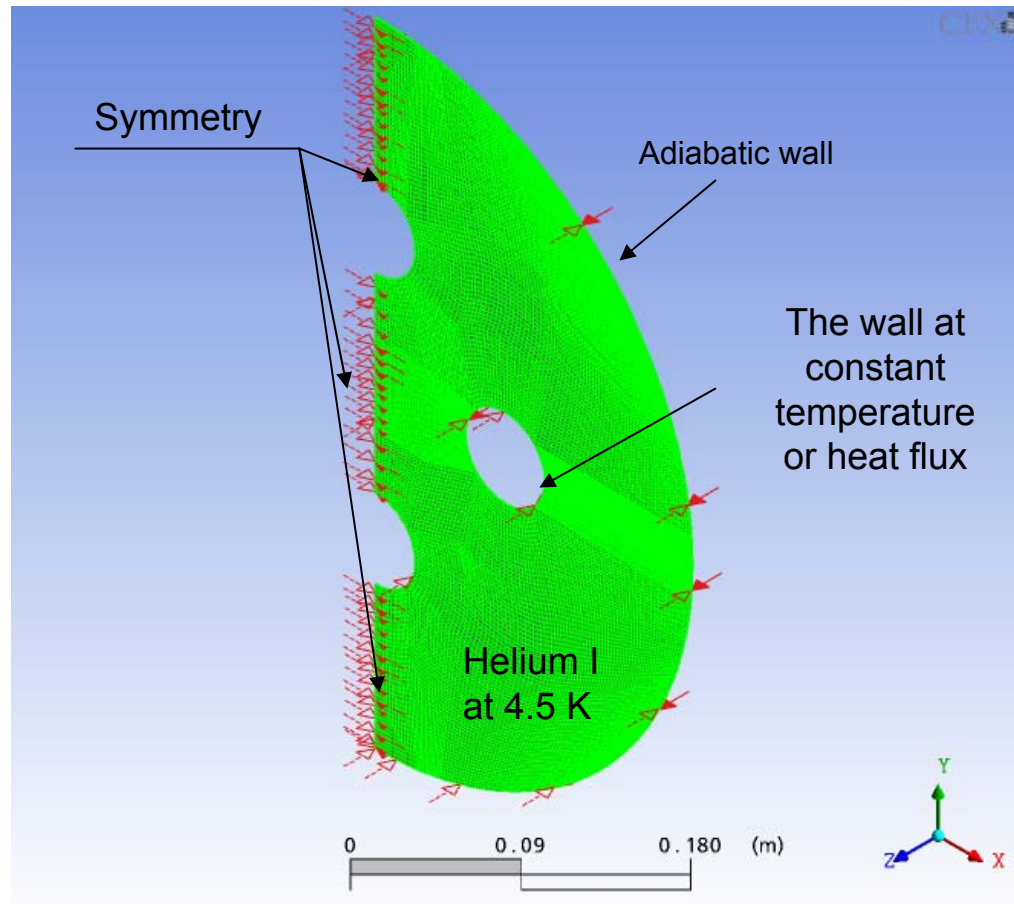 CFX
Symmetry
Adiabatic wall
The wall at
constant
temperature
or heat flux
Helium I
at 4.5 K
Y
Z
X
0
0.09
0.180
(m)